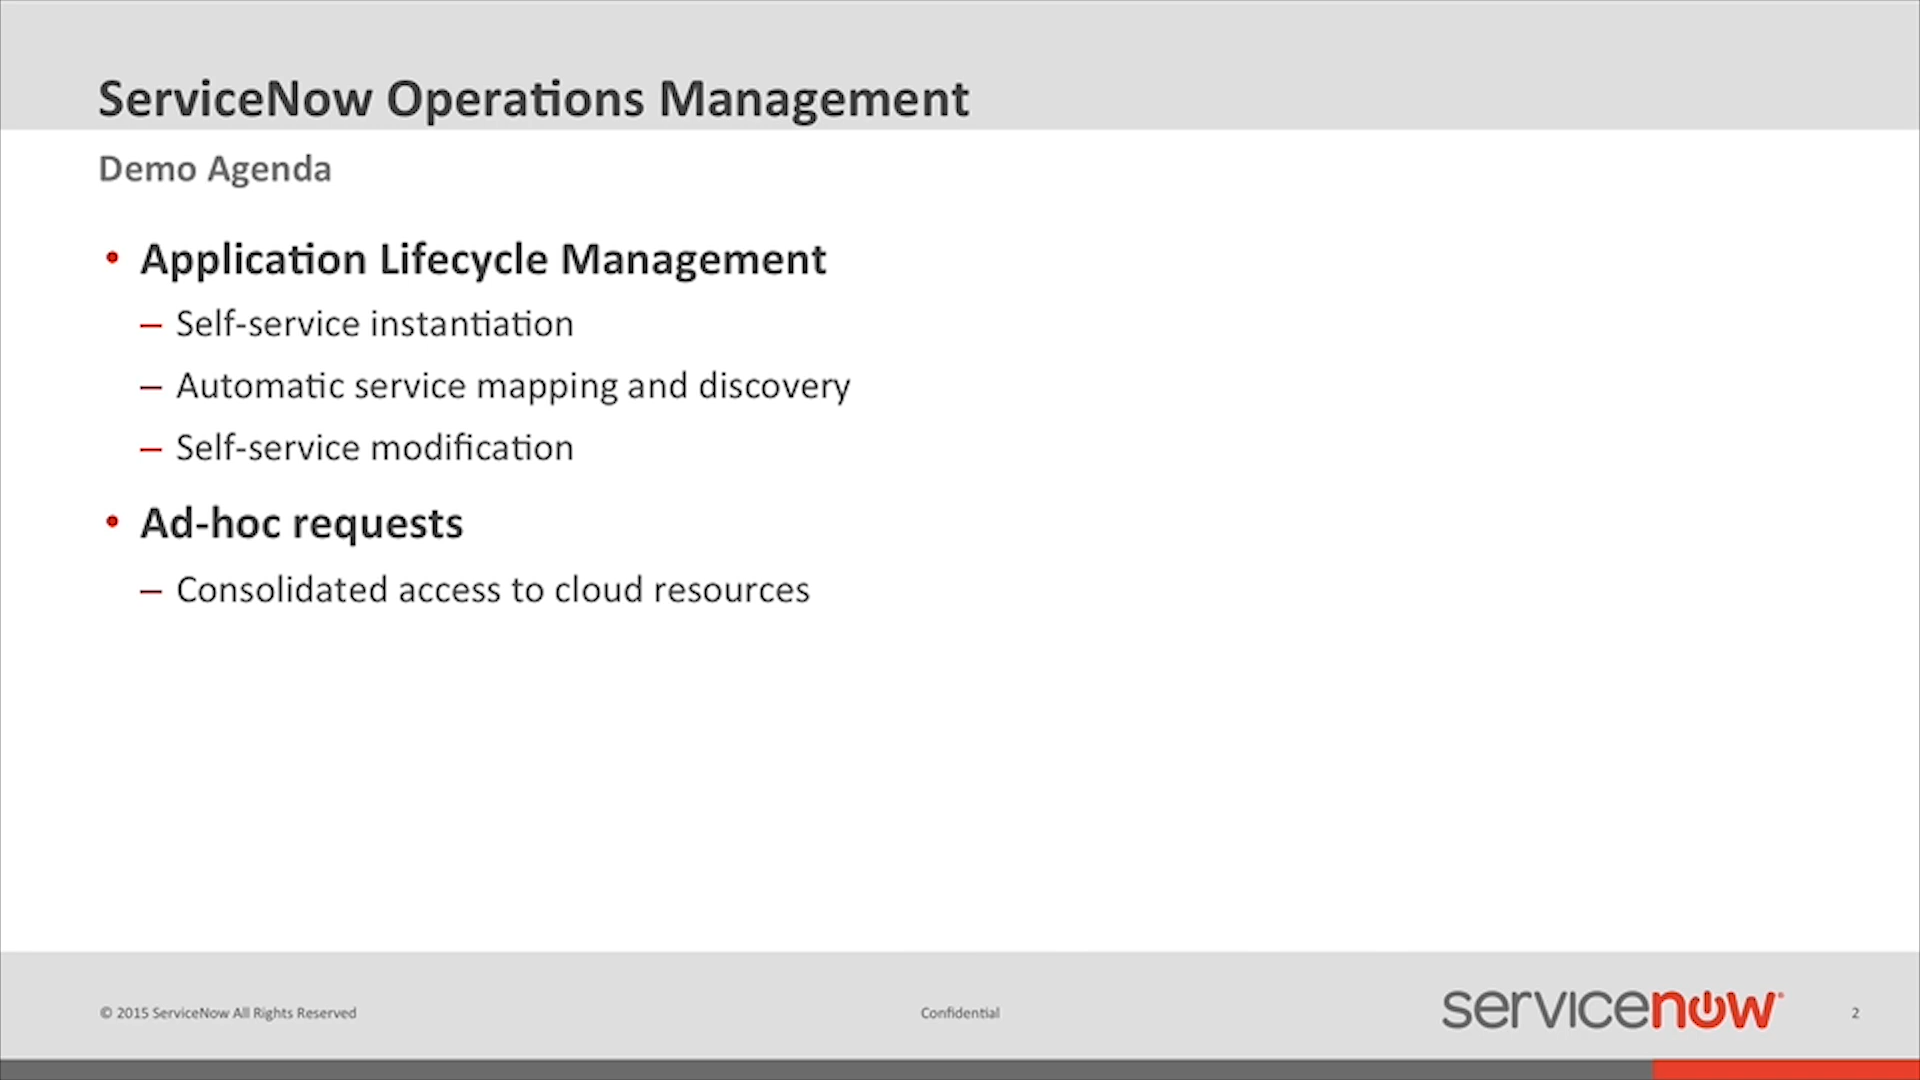 ServiceNow Operations Management
Demo Agenda
• Application Lifecycle Management
– Self-service instantiation
– Automatic service mapping and discovery
– Self-service modification
• Ad-hoc requests
– Consolidated access to cloud resources
© 2015 ServiceNow All Rights Reserved
Confidential
servicenow
2